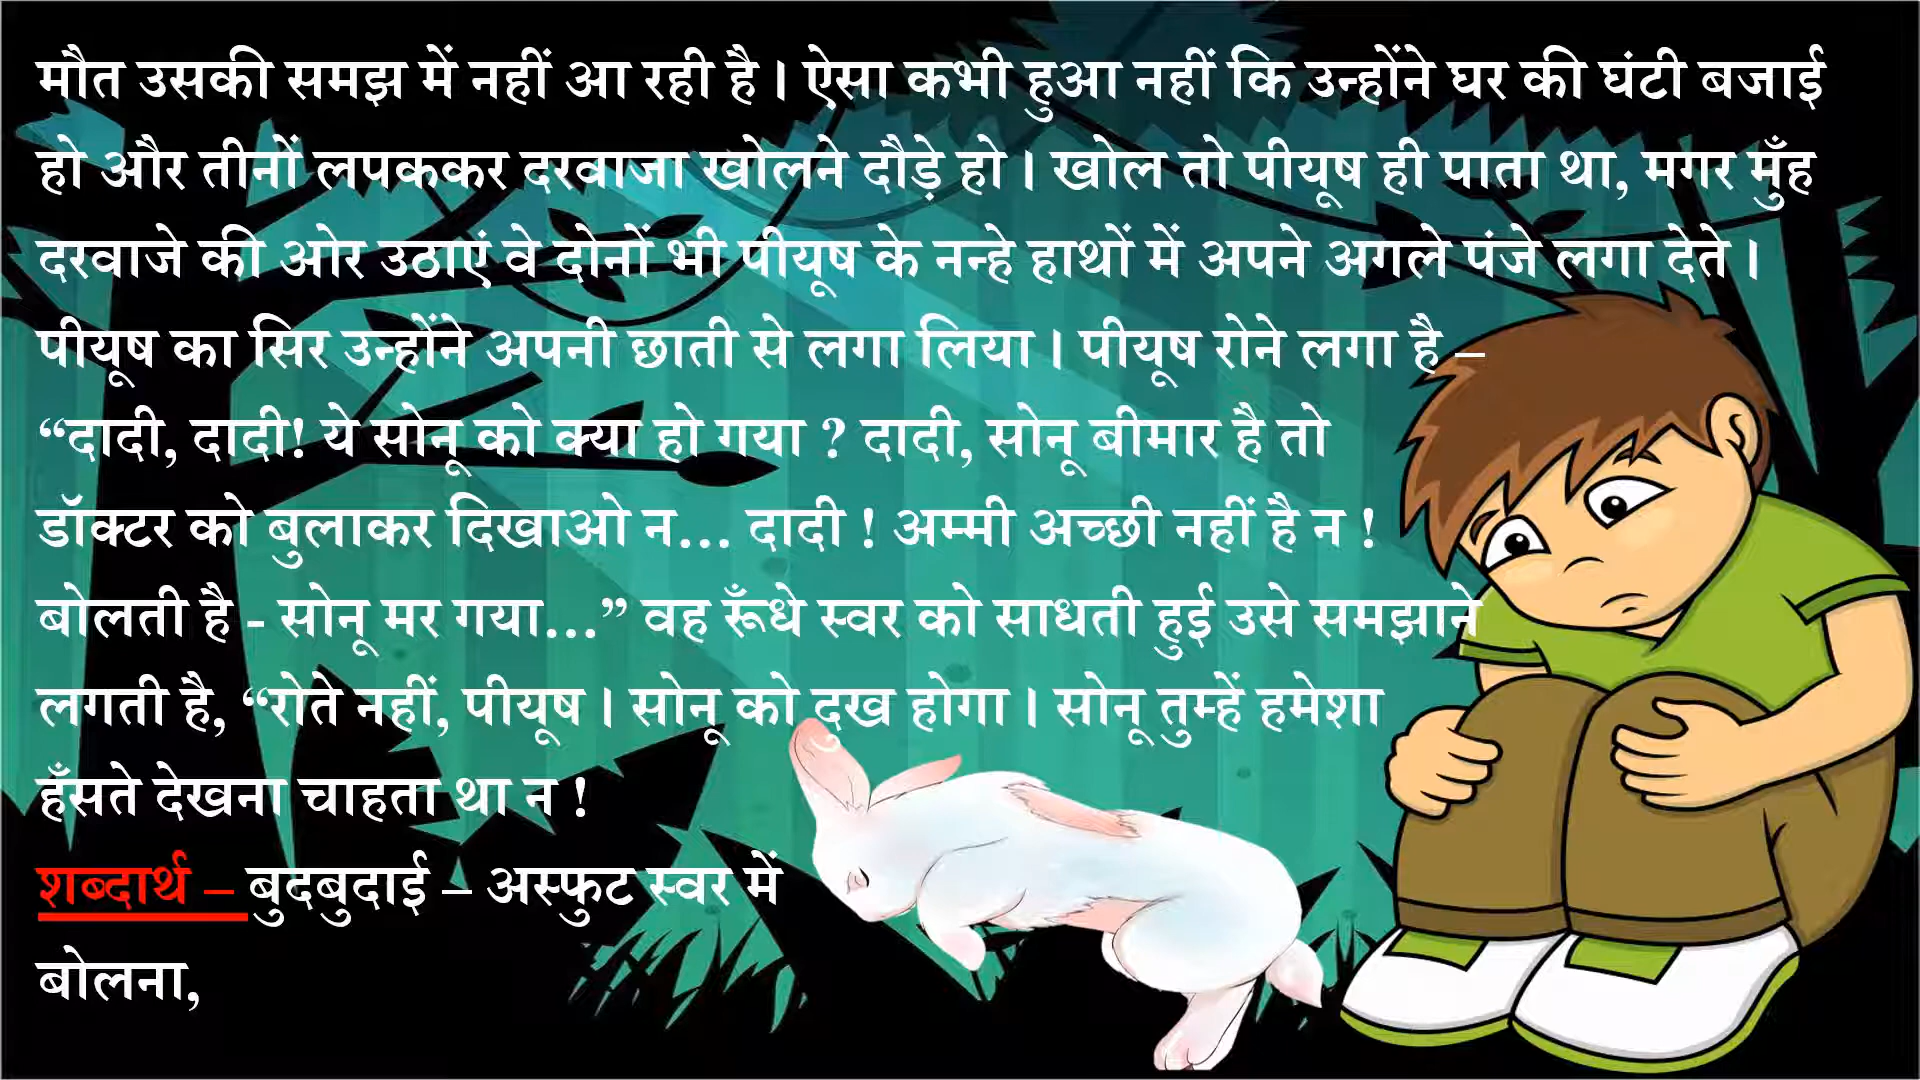 मौत उसकी समझ में नहीं आ रही है । ऐसा कभी हुआ नहीं कि उन्होंने घर की घंटी बजाई
हो और तीनों लपककर दरवाजा खोलने दौड़े हो । खोल तो पीयूष ही पाता था, मगर मुँह
दरवाजे की ओर उठाएं वे दोनों भी पीयूष के नन्हे हाथों में अपने अगले पंजे लगा देते ।
पीयूष का सिर उन्होंने अपनी छाती से लगा लिया । पीयूष रोने लगा है –
“दादी, दादी! ये सोनू को क्या हो गया ? दादी, सोनू बीमार है तो
डॉक्टर को बुलाकर दिखाओ न... दादी ! अम्मी अच्छी नहीं है न !
बोलती है - सोनू मर गया...” वह रूँधे स्वर को साधती हुई उसे समझाने
लगती है, “रोते नहीं, पीयूष । सोनू को दुख होगा । सोनू तुम्हें हमेशा
हँसते देखना चाहता था न !
शब्दार्थ – बुदबुदाई – अस्फुट स्वर में
बोलना,